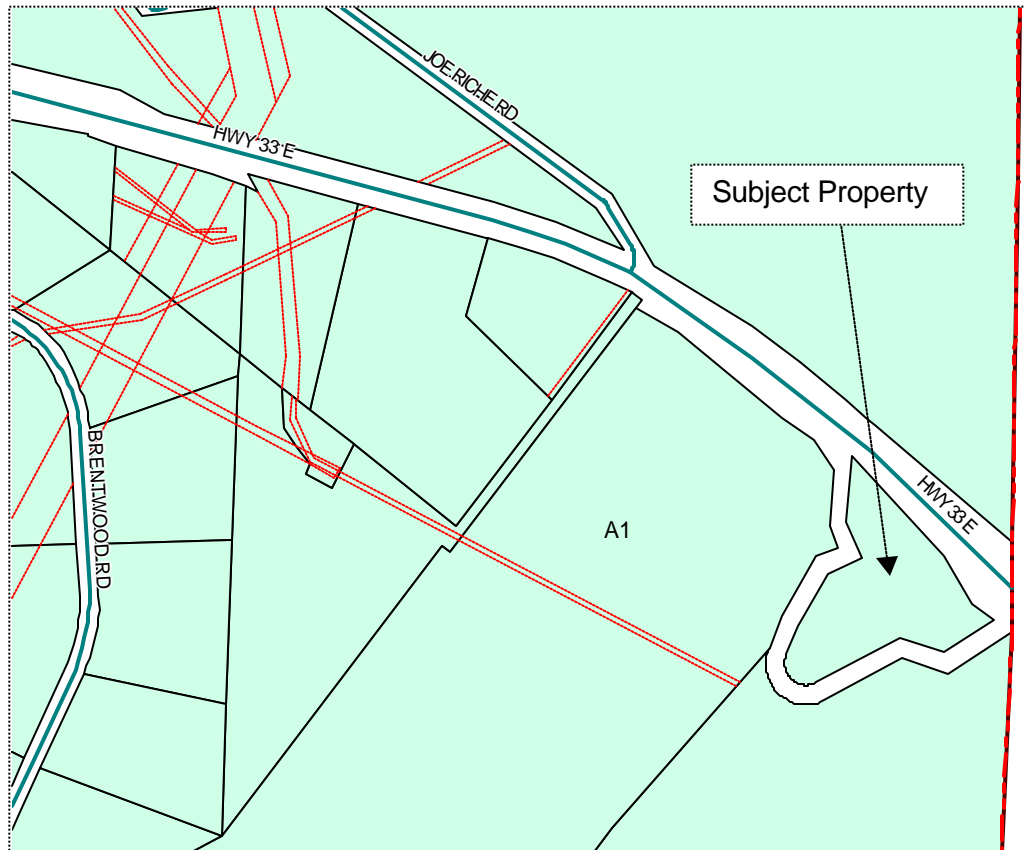 JOE.RICHE.RD
HWY 33 E
Subject Property
BRENTWOOD.RD
A1
HWY 33 E